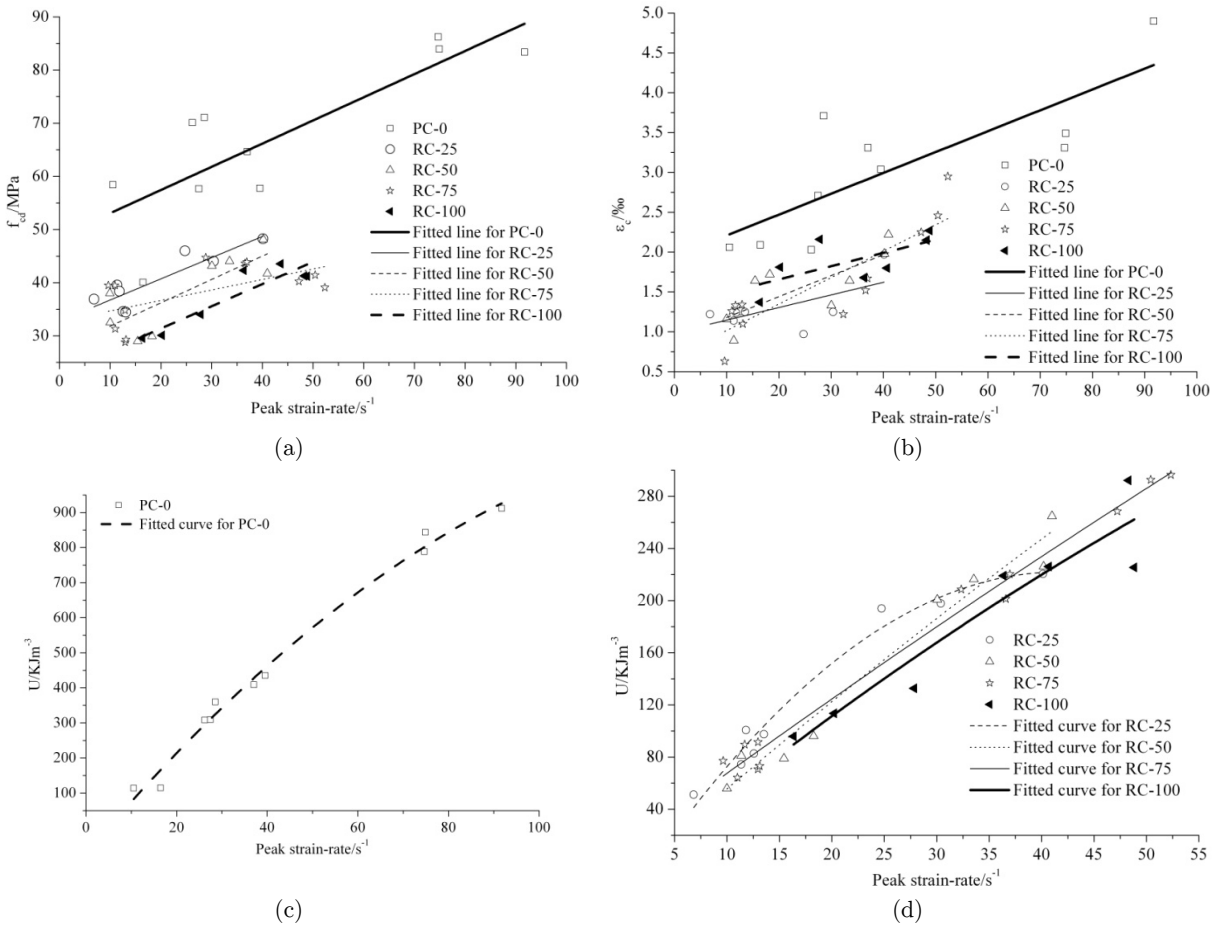 90
80
70
60
50
40
30
f_cd/MPa
PC-0
RC-25
RC-50
RC-75
RC-100
Fitted line for PC-0
Fitted line for RC-25
Fitted line for RC-50
Fitted line for RC-75
Fitted line for RC-100
0 10 20 30 40 50 60 70 80 90 100
Peak strain-rate/s⁻¹
(a)
5.0
4.5
4.0
3.5
3.0
2.5
2.0
1.5
1.0
0.5
ε_c/‰
PC-0
RC-25
RC-50
RC-75
RC-100
Fitted line for PC-0
Fitted line for RC-25
Fitted line for RC-50
Fitted line for RC-75
Fitted line for RC-100
0 10 20 30 40 50 60 70 80 90 100
Peak strain-rate/s⁻¹
(b)
900
800
700
600
500
400
300
200
100
U/KJm⁻³
PC-0
Fitted curve for PC-0
0 20 40 60 80 100
Peak strain-rate/s⁻¹
(c)
280
240
200
160
120
80
40
U/KJm⁻³
RC-25
RC-50
RC-75
RC-100
Fitted curve for RC-25
Fitted curve for RC-50
Fitted curve for RC-75
Fitted curve for RC-100
5 10 15 20 25 30 35 40 45 50 55
Peak strain-rate/s⁻¹
(d)